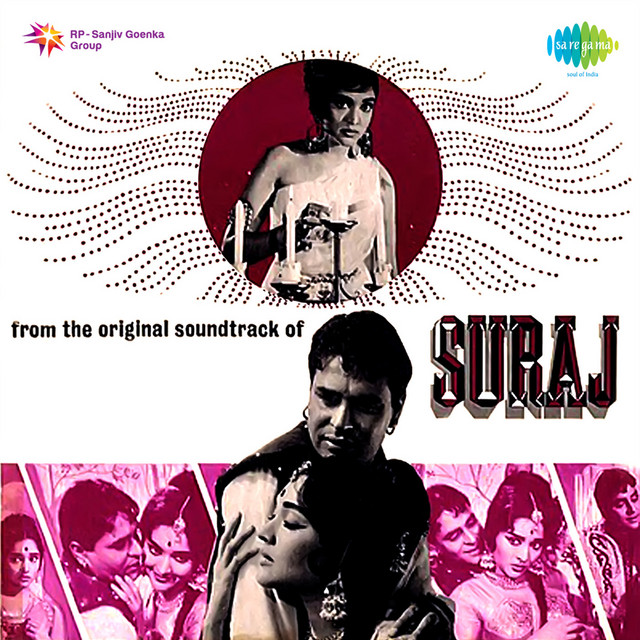 RP - Sanjiv Goenka
Group
sa re ga ma
soul of India
from the original soundtrack of
SURAJ